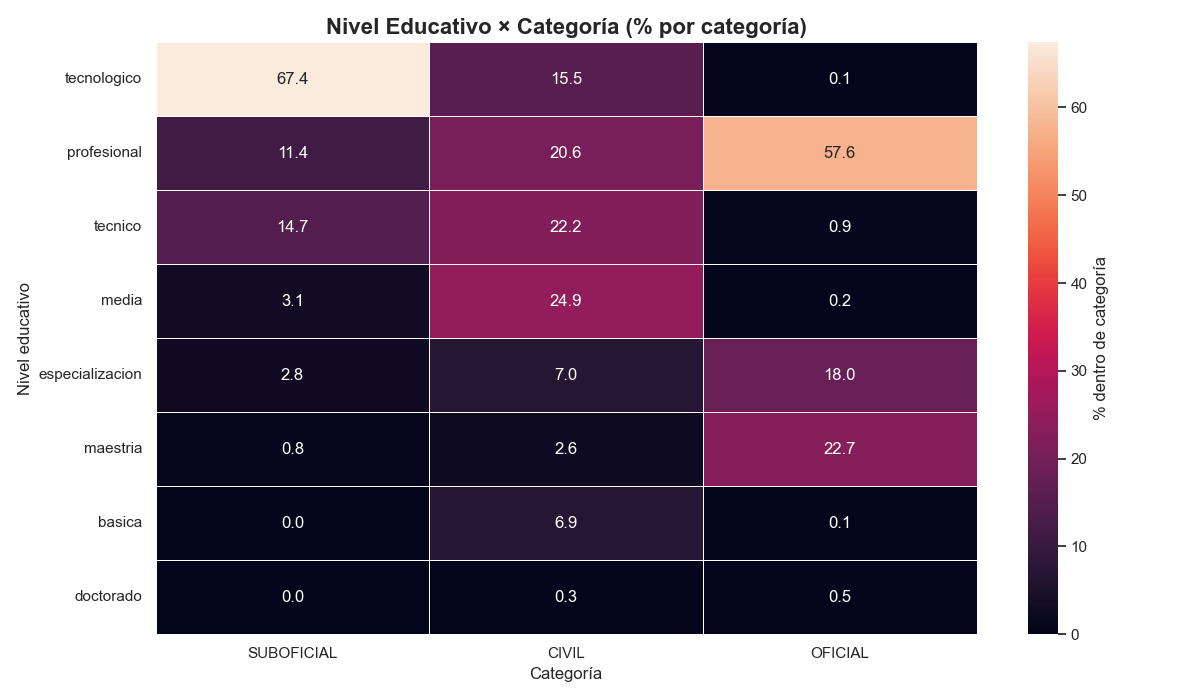 Nivel Educativo × Categoría (% por categoría)
tecnologico 67.4 15.5 0.1
profesional 11.4 20.6 57.6
tecnico 14.7 22.2 0.9
media 3.1 24.9 0.2
especializacion 2.8 7.0 18.0
maestria 0.8 2.6 22.7
basica 0.0 6.9 0.1
doctorado 0.0 0.3 0.5
SUBOFICIAL CIVIL OFICIAL
Categoría
Nivel educativo
60
50
40
30
20
10
0
% dentro de categoría